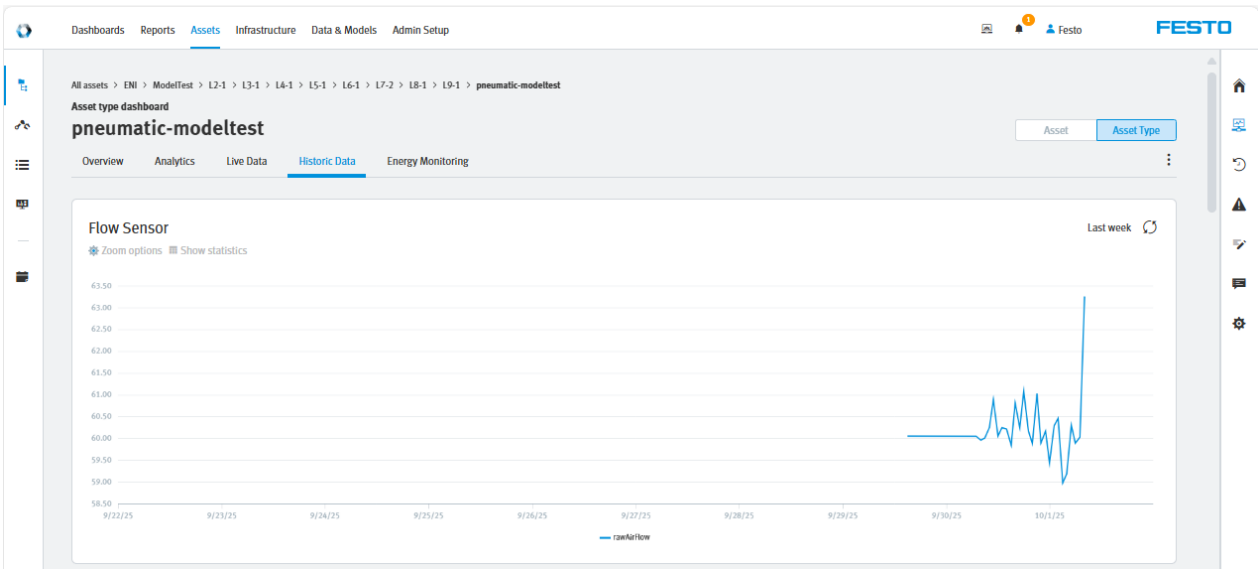 Dashboards Reports Assets Infrastructure Data & Models Admin Setup 1 Festo FESTO
All assets > ENI > ModelTest > L2-1 > L3-1 > L4-1 > L5-1 > L6-1 > L7-2 > L8-1 > L9-1 > pneumatic-modeltest
Asset type dashboard
pneumatic-modeltest
Asset Asset Type
Overview Analytics Live Data Historic Data Energy Monitoring
Flow Sensor
Last week
Zoom options Show statistics
63.50
63.00
62.50
62.00
61.50
61.00
60.50
60.00
59.50
59.00
58.50
9/22/25 9/23/25 9/24/25 9/25/25 9/26/25 9/27/25 9/28/25 9/29/25 9/30/25 10/1/25
rawAirFlow